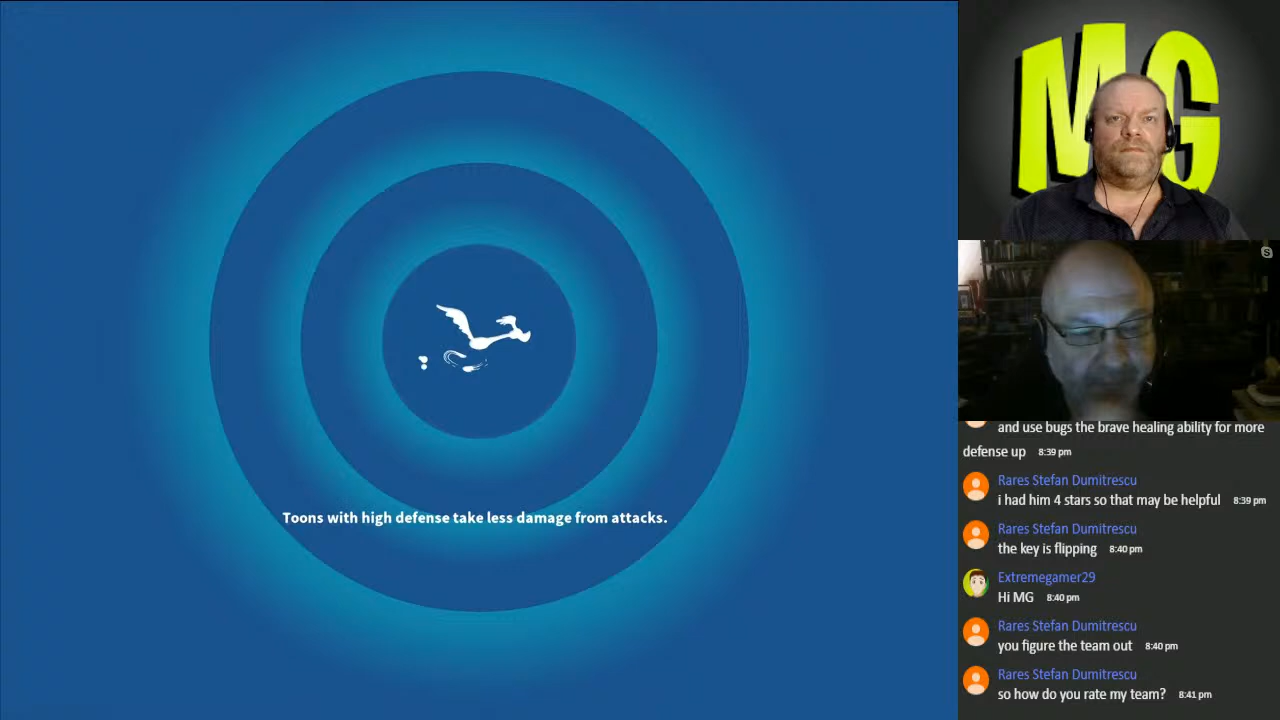 MG
Toons with high defense take less damage from attacks.
and use bugs the brave healing ability for more
defense up 8:39 pm
Rares Stefan Dumitrescu
i had him 4 stars so that may be helpful 8:39 pm
Rares Stefan Dumitrescu
the key is flipping 8:40 pm
Extremegamer29
Hi MG 8:40 pm
Rares Stefan Dumitrescu
you figure the team out 8:40 pm
Rares Stefan Dumitrescu
so how do you rate my team? 8:41 pm